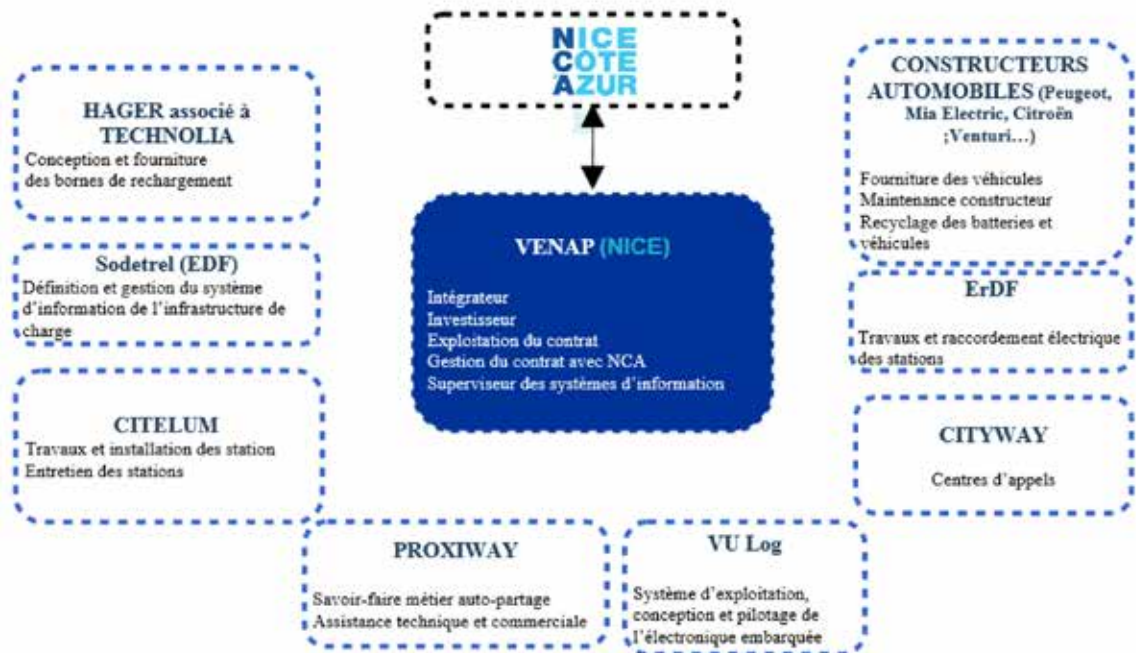 NICE
CÔTE
D'AZUR
HAGER associé à
TECHNOLIA
Conception et fourniture
des bornes de rechargement
Sodetrel (EDF)
Définition et gestion du système
d'information de l'infrastructure de
charge
CITELUM
Travaux et installation des station
Entretien des stations
VENAP (NICE)
Intégrateur
Investisseur
Exploitation du contrat
Gestion du contrat avec NCA
Superviseur des systèmes d'information
CONSTRUCTEURS
AUTOMOBILES (Peugeot,
Mia Electric, Citroën
;Venturi…)
Fourniture des véhicules
Maintenance constructeur
Recyclage des batteries et
véhicules
ErDF
Travaux et raccordement électrique
des stations
CITYWAY
Centres d'appels
PROXIWAY
Savoir-faire métier auto-partage
Assistance technique et commerciale
VU Log
Système d'exploitation,
conception et pilotage de
l'électronique embarquée